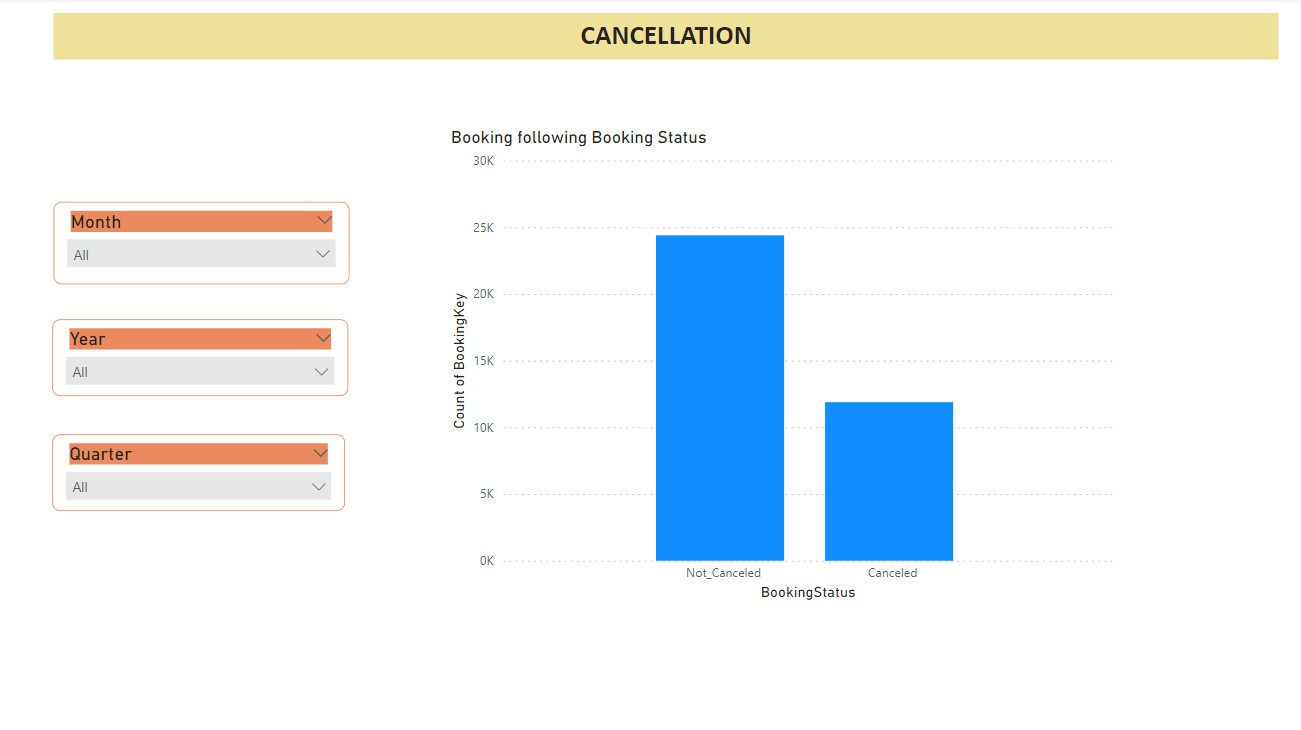 CANCELLATION
Month
All
Year
All
Quarter
All
Booking following Booking Status
30K
25K
20K
15K
10K
5K
0K
Count of BookingKey
Not_Canceled Canceled
BookingStatus